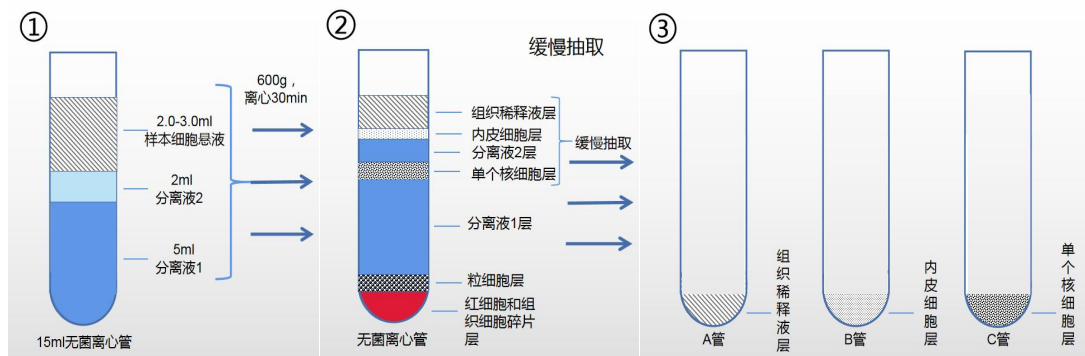 ①
2.0-3.0ml
样本细胞悬液
2ml
分离液2
5ml
分离液1
15ml无菌离心管
600g，
离心30min
②
缓慢抽取
组织稀释液层
内皮细胞层
分离液2层
单个核细胞层
缓慢抽取
分离液1层
粒细胞层
红细胞和组
织细胞碎片
层
无菌离心管
③
组织稀释液层
A管
内皮细胞层
B管
单个核细胞层
C管